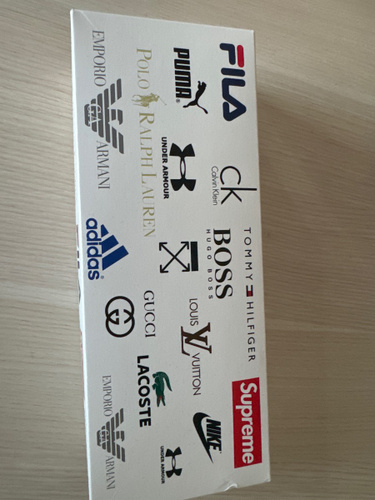 FILA
PUMA
POLO RALPH LAUREN
EMPORIO ARMANI
CK
Calvin Klein
UNDER ARMOUR
TOMMY HILFIGER
BOSS
HUGO BOSS
adidas
LOUIS VUITTON
LV
GUCCI
Supreme
NIKE
LACOSTE
UNDER ARMOUR
EMPORIO ARMANI